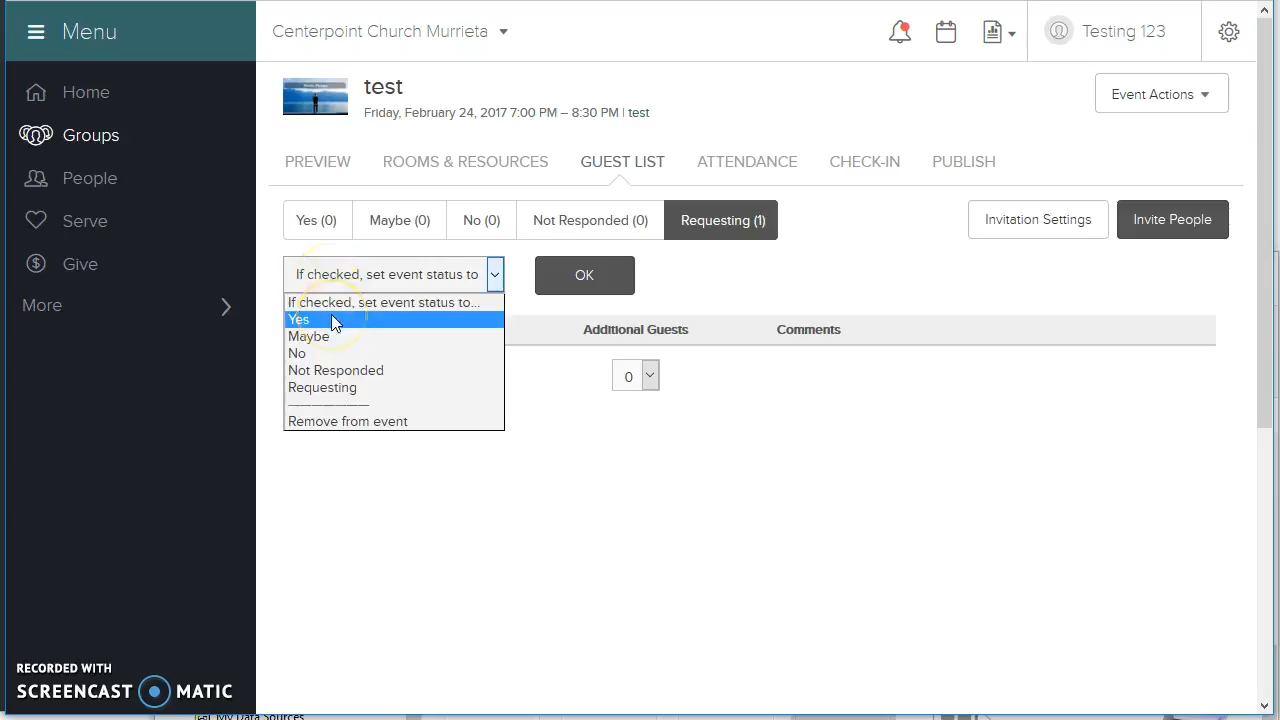 Menu
Centerpoint Church Murrieta
Testing 123
Home
Groups
People
Serve
Give
More
test
Friday, February 24, 2017 7:00 PM – 8:30 PM | test
Event Actions
PREVIEW
ROOMS & RESOURCES
GUEST LIST
ATTENDANCE
CHECK-IN
PUBLISH
Yes (0)
Maybe (0)
No (0)
Not Responded (0)
Requesting (1)
Invitation Settings
Invite People
If checked, set event status to
OK
If checked, set event status to...
Yes
Maybe
No
Not Responded
Requesting
Remove from event
Additional Guests
Comments
0
RECORDED WITH
SCREENCAST MATIC
My Data Sources